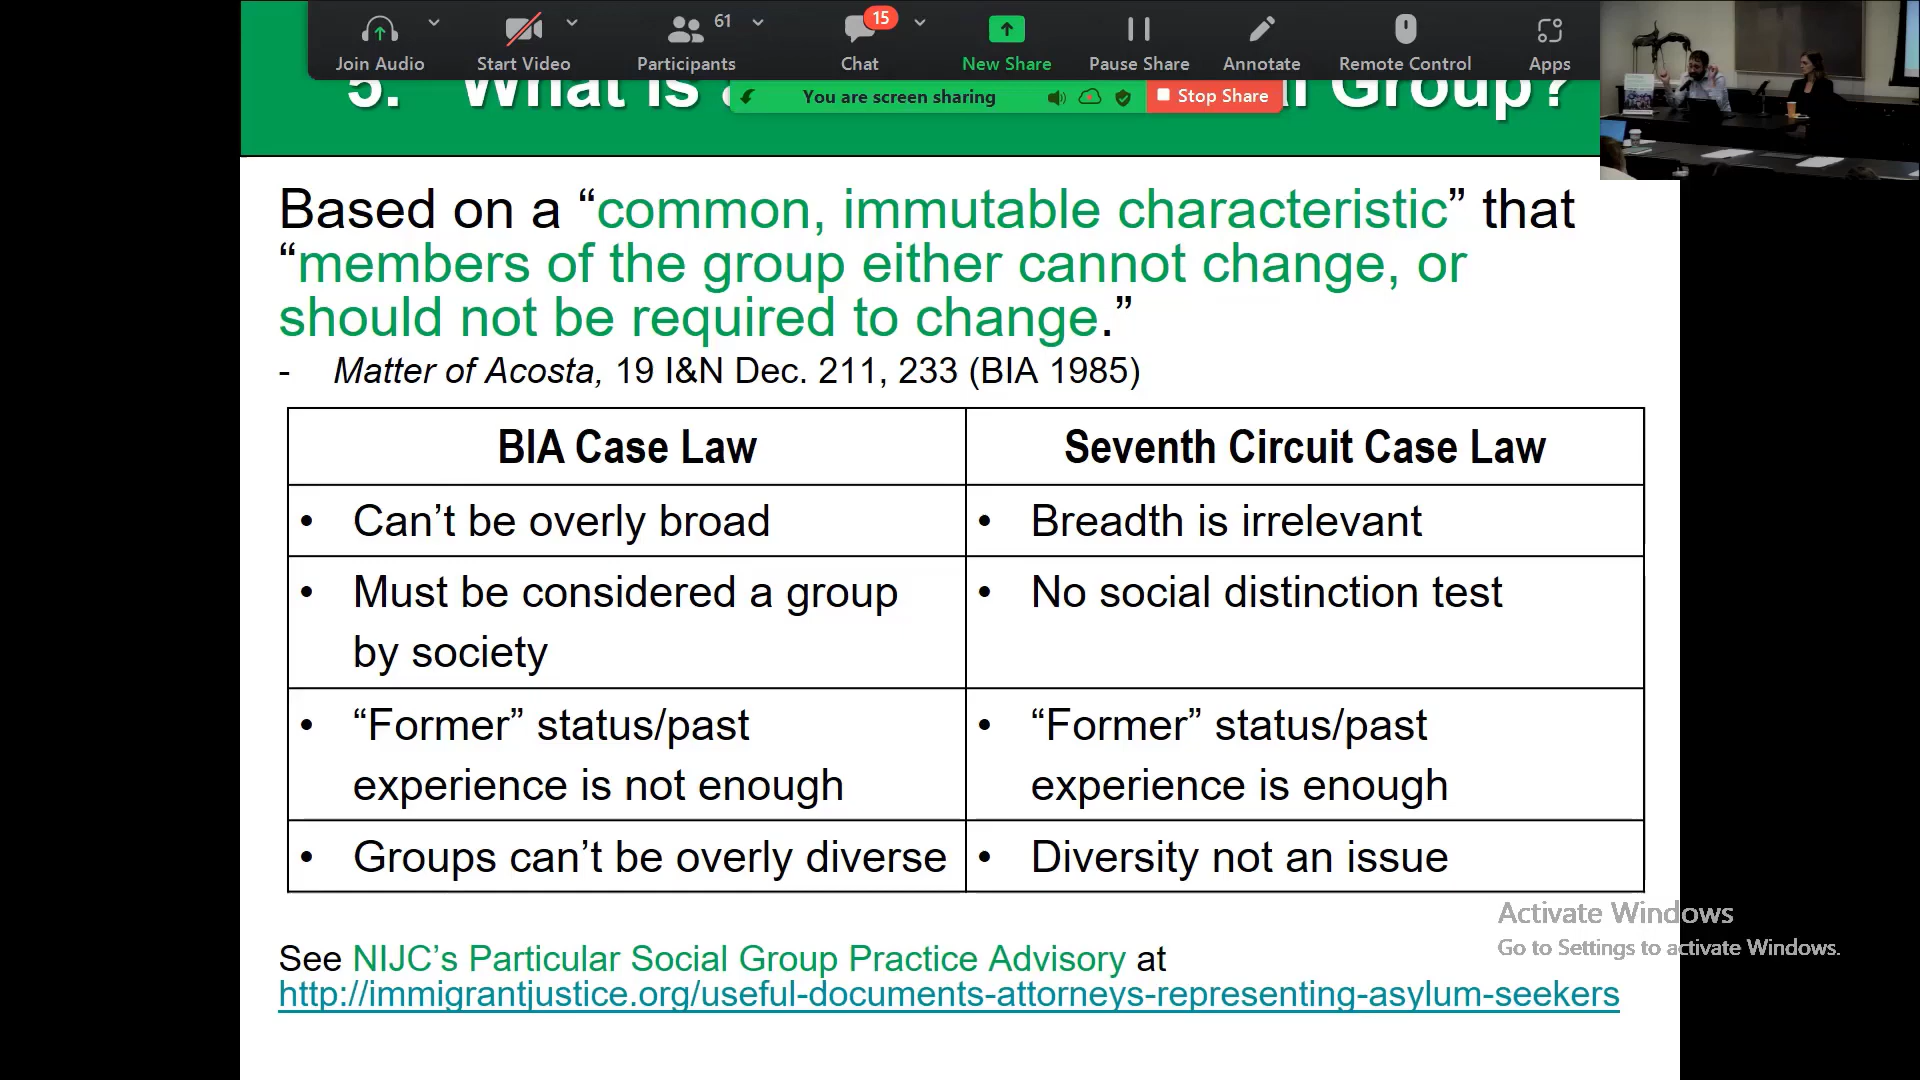 Join Audio
Start Video
61
Participants
15
Chat
New Share
Pause Share
Annotate
Remote Control
Apps
You are screen sharing
Stop Share
5. What is a
l Group?
Based on a “common, immutable characteristic” that
“members of the group either cannot change, or
should not be required to change.”
- Matter of Acosta, 19 I&N Dec. 211, 233 (BIA 1985)
BIA Case Law
Seventh Circuit Case Law
• Can’t be overly broad
• Breadth is irrelevant
• Must be considered a group
by society
• No social distinction test
• “Former” status/past
experience is not enough
• “Former” status/past
experience is enough
• Groups can’t be overly diverse
• Diversity not an issue
Activate Windows
Go to Settings to activate Windows.
See NIJC’s Particular Social Group Practice Advisory at
http://immigrantjustice.org/useful-documents-attorneys-representing-asylum-seekers